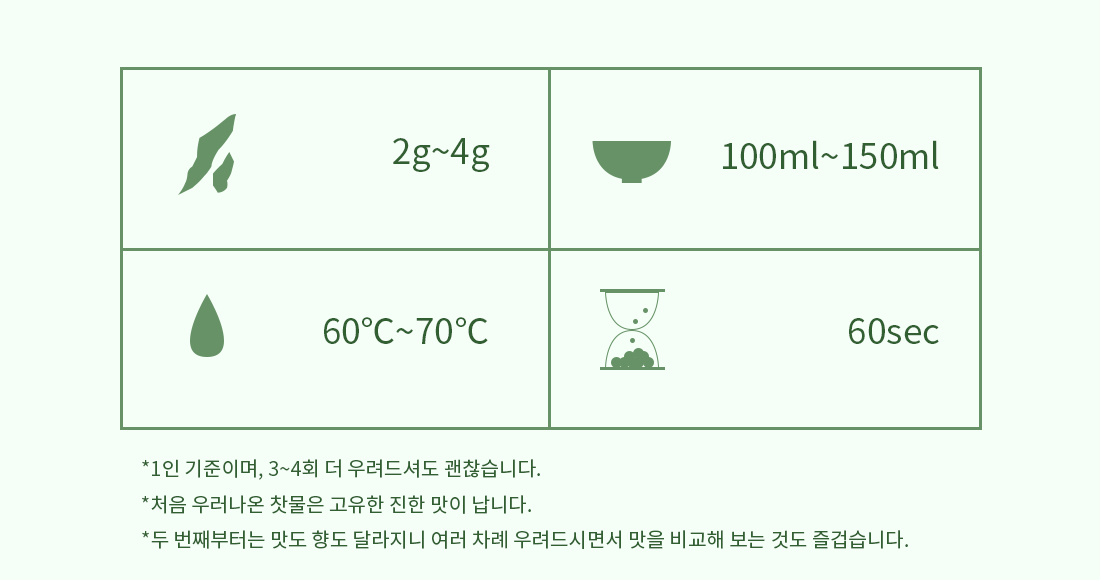 2g~4g
100ml~150ml
60℃~70℃
60sec
*1인 기준이며, 3~4회 더 우려드셔도 괜찮습니다.
*처음 우러나온 찻물은 고유한 진한 맛이 납니다.
*두 번째부터는 맛도 향도 달라지니 여러 차례 우려드시면서 맛을 비교해 보는 것도 즐겁습니다.